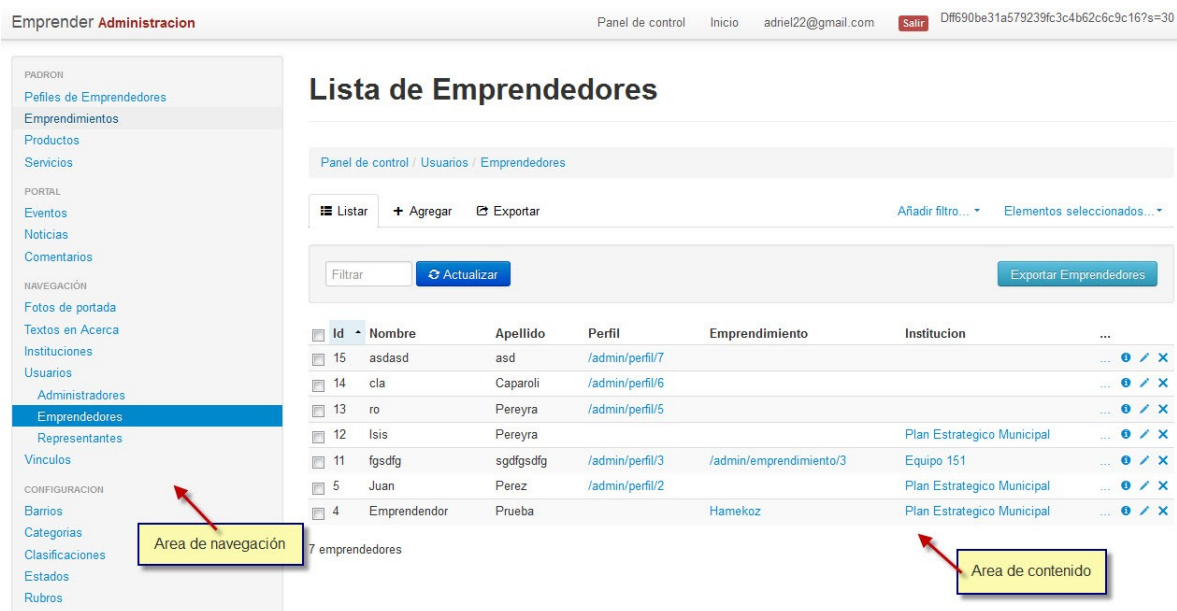 Emprender Administracion
Panel de control Inicio adriel22@gmail.com Salir Dff690be31a579239fc3c4b62c6c9c16?s=30
PADRON
Pefiles de Emprendedores
Emprendimientos
Productos
Servicios
PORTAL
Eventos
Noticias
Comentarios
NAVEGACIÓN
Fotos de portada
Textos en Acerca
Instituciones
Usuarios
Administradores
Emprendedores
Representantes
Vinculos
CONFIGURACION
Barrios
Categorias
Clasificaciones
Estados
Rubros
Area de navegación
Lista de Emprendedores
Panel de control / Usuarios / Emprendedores
Listar + Agregar Exportar Añadir filtro... Elementos seleccionados...
Filtrar Actualizar Exportar Emprendedores
Id Nombre Apellido Perfil Emprendimiento Institucion ...
15 asdasd asd /admin/perfil/7 ...
14 cla Caparoli /admin/perfil/6 ...
13 ro Pereyra /admin/perfil/5 ...
12 Isis Pereyra Plan Estrategico Municipal ...
11 fgsdfg sgdfgsdfg /admin/perfil/3 /admin/emprendimiento/3 Equipo 151 ...
5 Juan Perez /admin/perfil/2 Plan Estrategico Municipal ...
4 Emprendendor Prueba Hamekoz Plan Estrategico Municipal ...
7 emprendedores
Area de contenido